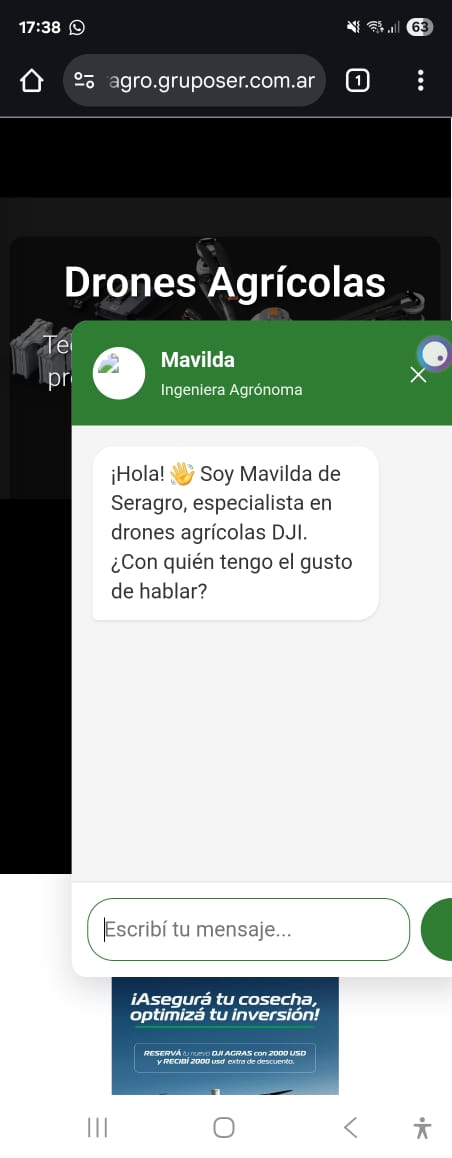 17:38
63
agro.gruposer.com.ar
1
Drones Agrícolas
Te
pr
Mavilda
Ingeniera Agrónoma
¡Hola! 👋 Soy Mavilda de
Seragro, especialista en
drones agrícolas DJI.
¿Con quién tengo el gusto
de hablar?
Escribí tu mensaje...
¡Asegurá tu cosecha,
optimizá tu inversión!
RESERVÁ tu nuevo DJI AGRAS con 2000 USD
y RECIBÍ 2000 usd extra de descuento.